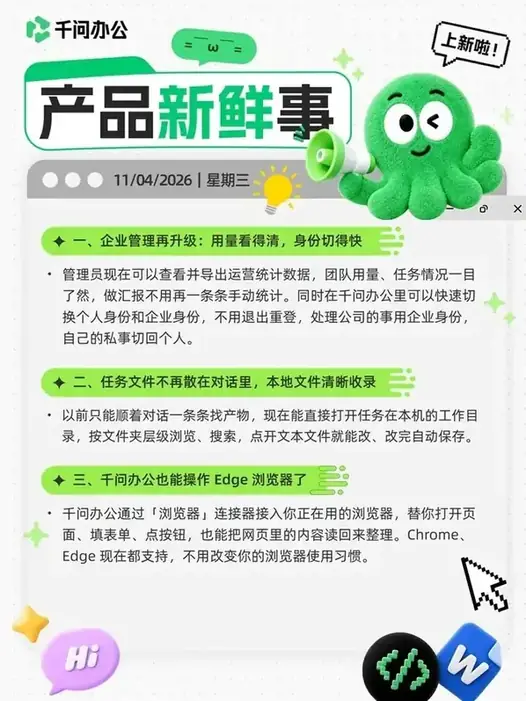 千问办公
= ω =
上新啦！
产品新鲜事
11/04/2026 | 星期三
一、企业管理再升级：用量看得清，身份切得快
• 管理员现在可以查看并导出运营统计数据，团队用量、任务情况一目
了然，做汇报不用再一条条手动统计。同时在千问办公里可以快速切
换个人身份和企业身份，不用退出重登，处理公司的事用企业身份，
自己的私事切回个人。
二、任务文件不再散在对话里，本地文件清晰收录
• 以前只能顺着对话一条条找产物，现在能直接打开任务在本机的工作目
录，按文件夹层级浏览、搜索，点开文本文件就能改、改完自动保存。
三、千问办公也能操作 Edge 浏览器了
• 千问办公通过「浏览器」连接器接入你正在用的浏览器，替你打开页
面、填表单、点按钮，也能把网页里的内容读回来整理。Chrome、
Edge 现在都支持，不用改变你的浏览器使用习惯。
Hi
</>
W